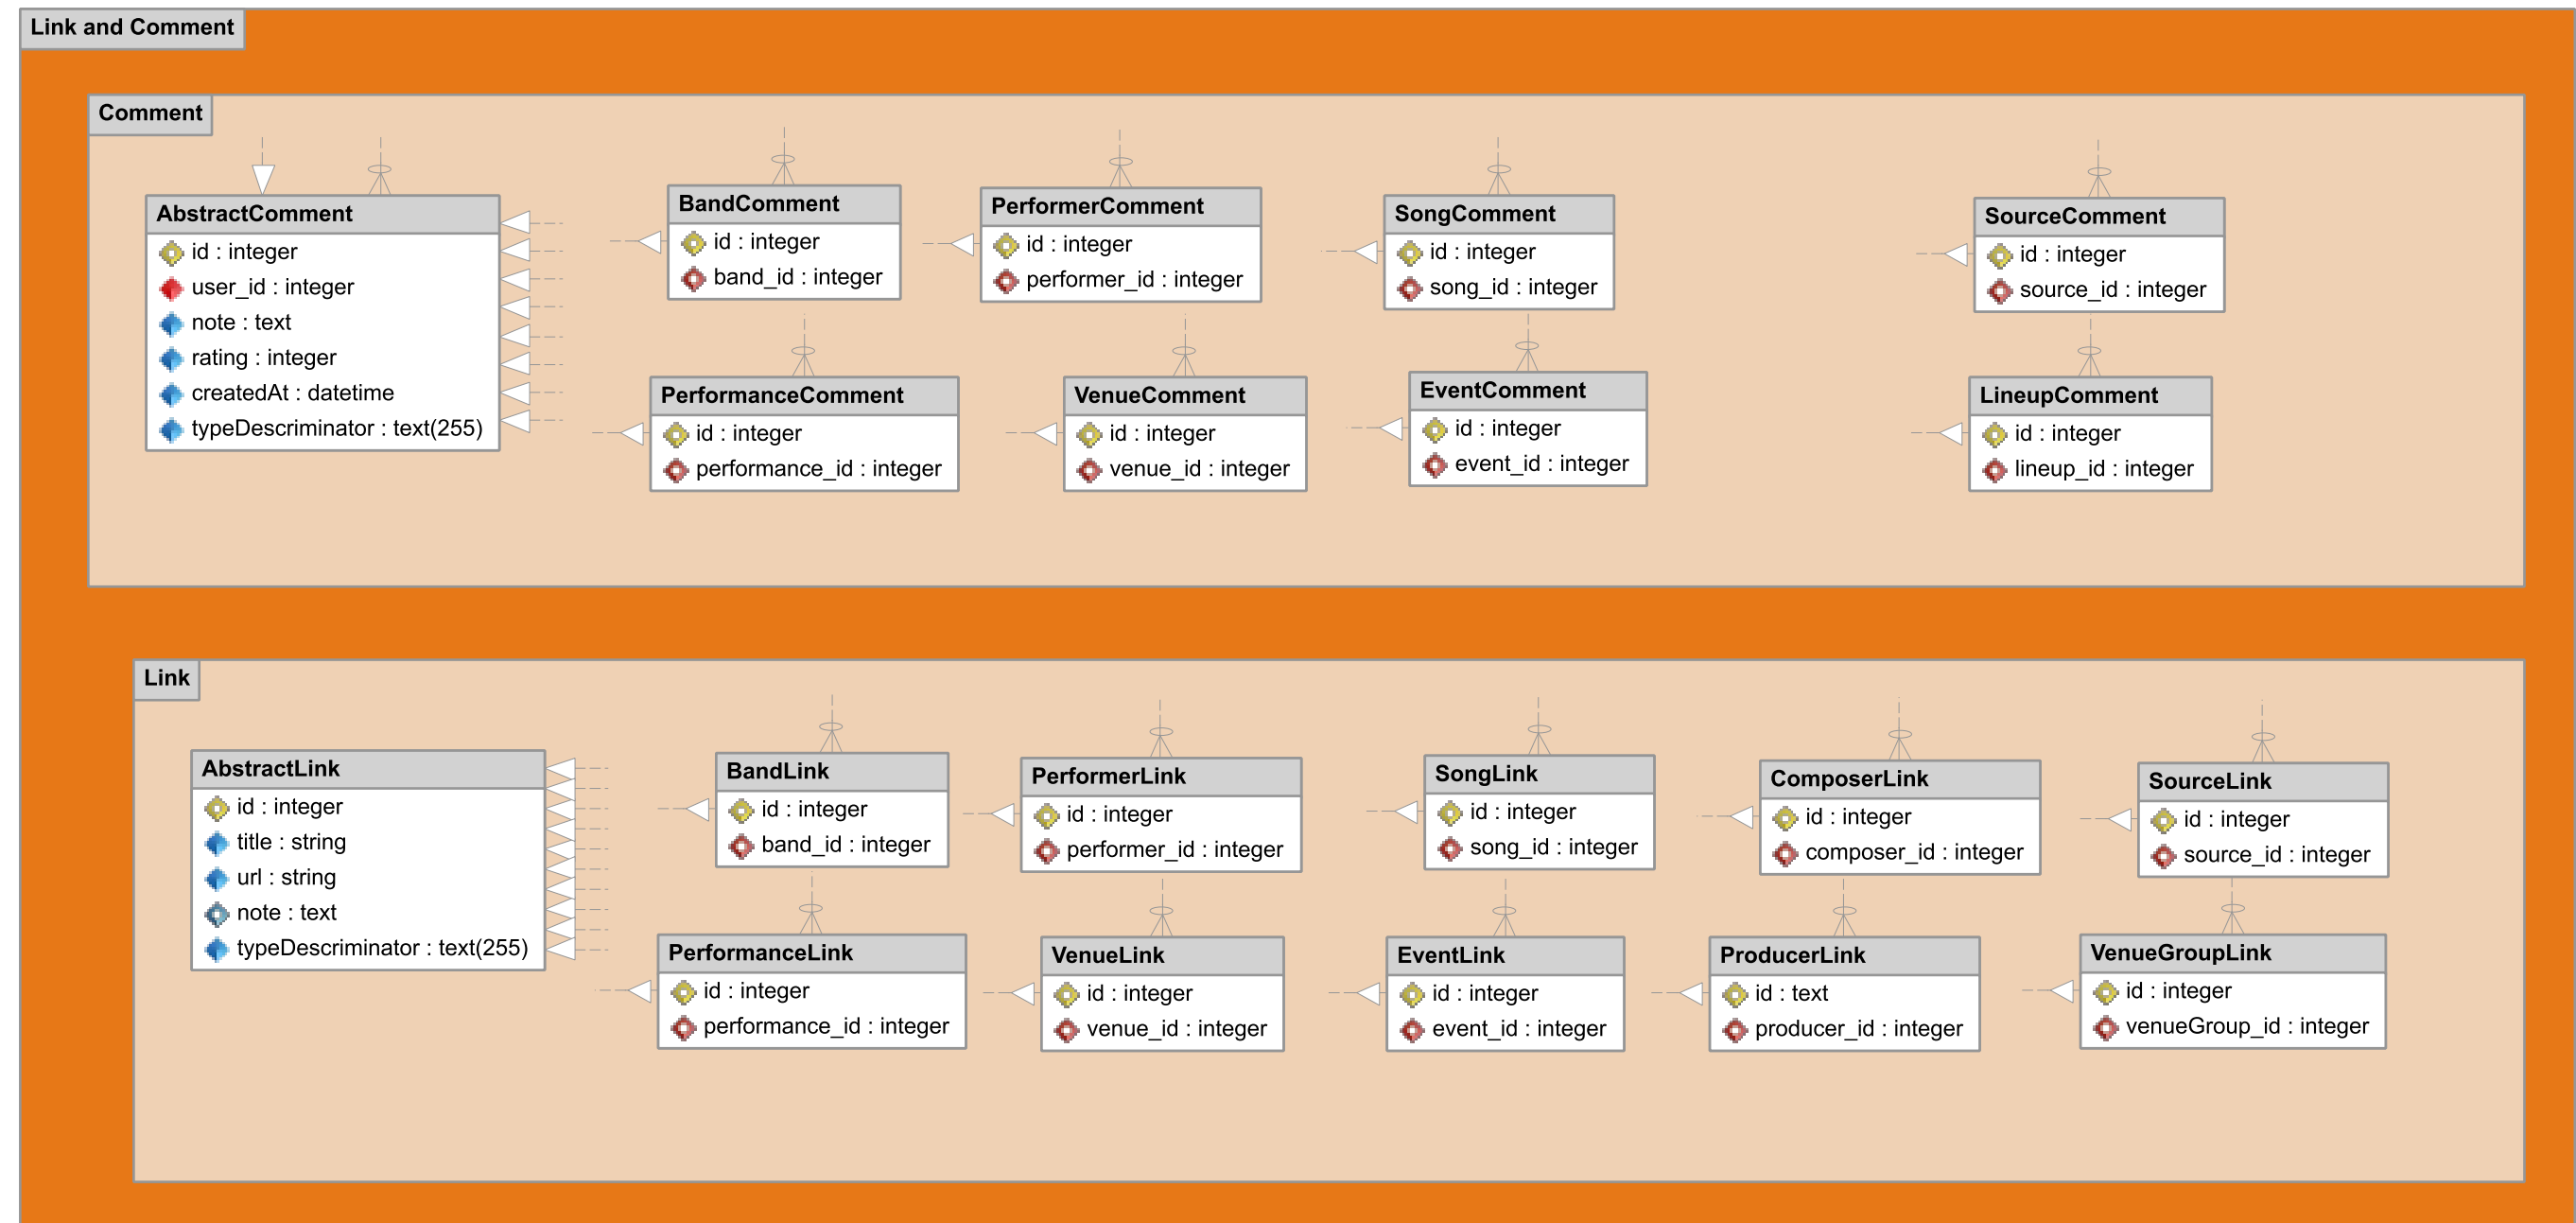 Link and Comment
Comment
AbstractComment
id : integer
user_id : integer
note : text
rating : integer
createdAt : datetime
typeDescriminator : text(255)
BandComment
id : integer
band_id : integer
PerformerComment
id : integer
performer_id : integer
SongComment
id : integer
song_id : integer
SourceComment
id : integer
source_id : integer
PerformanceComment
id : integer
performance_id : integer
VenueComment
id : integer
venue_id : integer
EventComment
id : integer
event_id : integer
LineupComment
id : integer
lineup_id : integer
Link
AbstractLink
id : integer
title : string
url : string
note : text
typeDescriminator : text(255)
BandLink
id : integer
band_id : integer
PerformerLink
id : integer
performer_id : integer
SongLink
id : integer
song_id : integer
ComposerLink
id : integer
composer_id : integer
SourceLink
id : integer
source_id : integer
PerformanceLink
id : integer
performance_id : integer
VenueLink
id : integer
venue_id : integer
EventLink
id : integer
event_id : integer
ProducerLink
id : text
producer_id : integer
VenueGroupLink
id : integer
venueGroup_id : integer